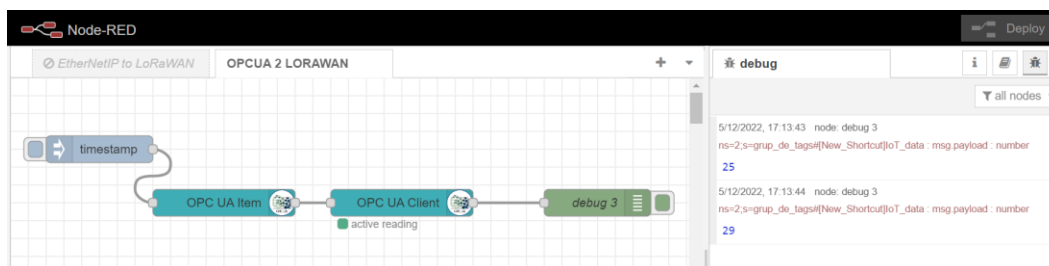 Node-RED
Deploy
EtherNetIP to LoRaWAN
OPCUA 2 LORAWAN
debug
i
all nodes
timestamp
OPC UA Item
OPC UA Client
debug 3
active reading
5/12/2022, 17:13:43 node: debug 3
ns=2;s=grup_de_tags#[New_Shortcut]IoT_data : msg.payload : number
25
5/12/2022, 17:13:44 node: debug 3
ns=2;s=grup_de_tags#[New_Shortcut]IoT_data : msg.payload : number
29